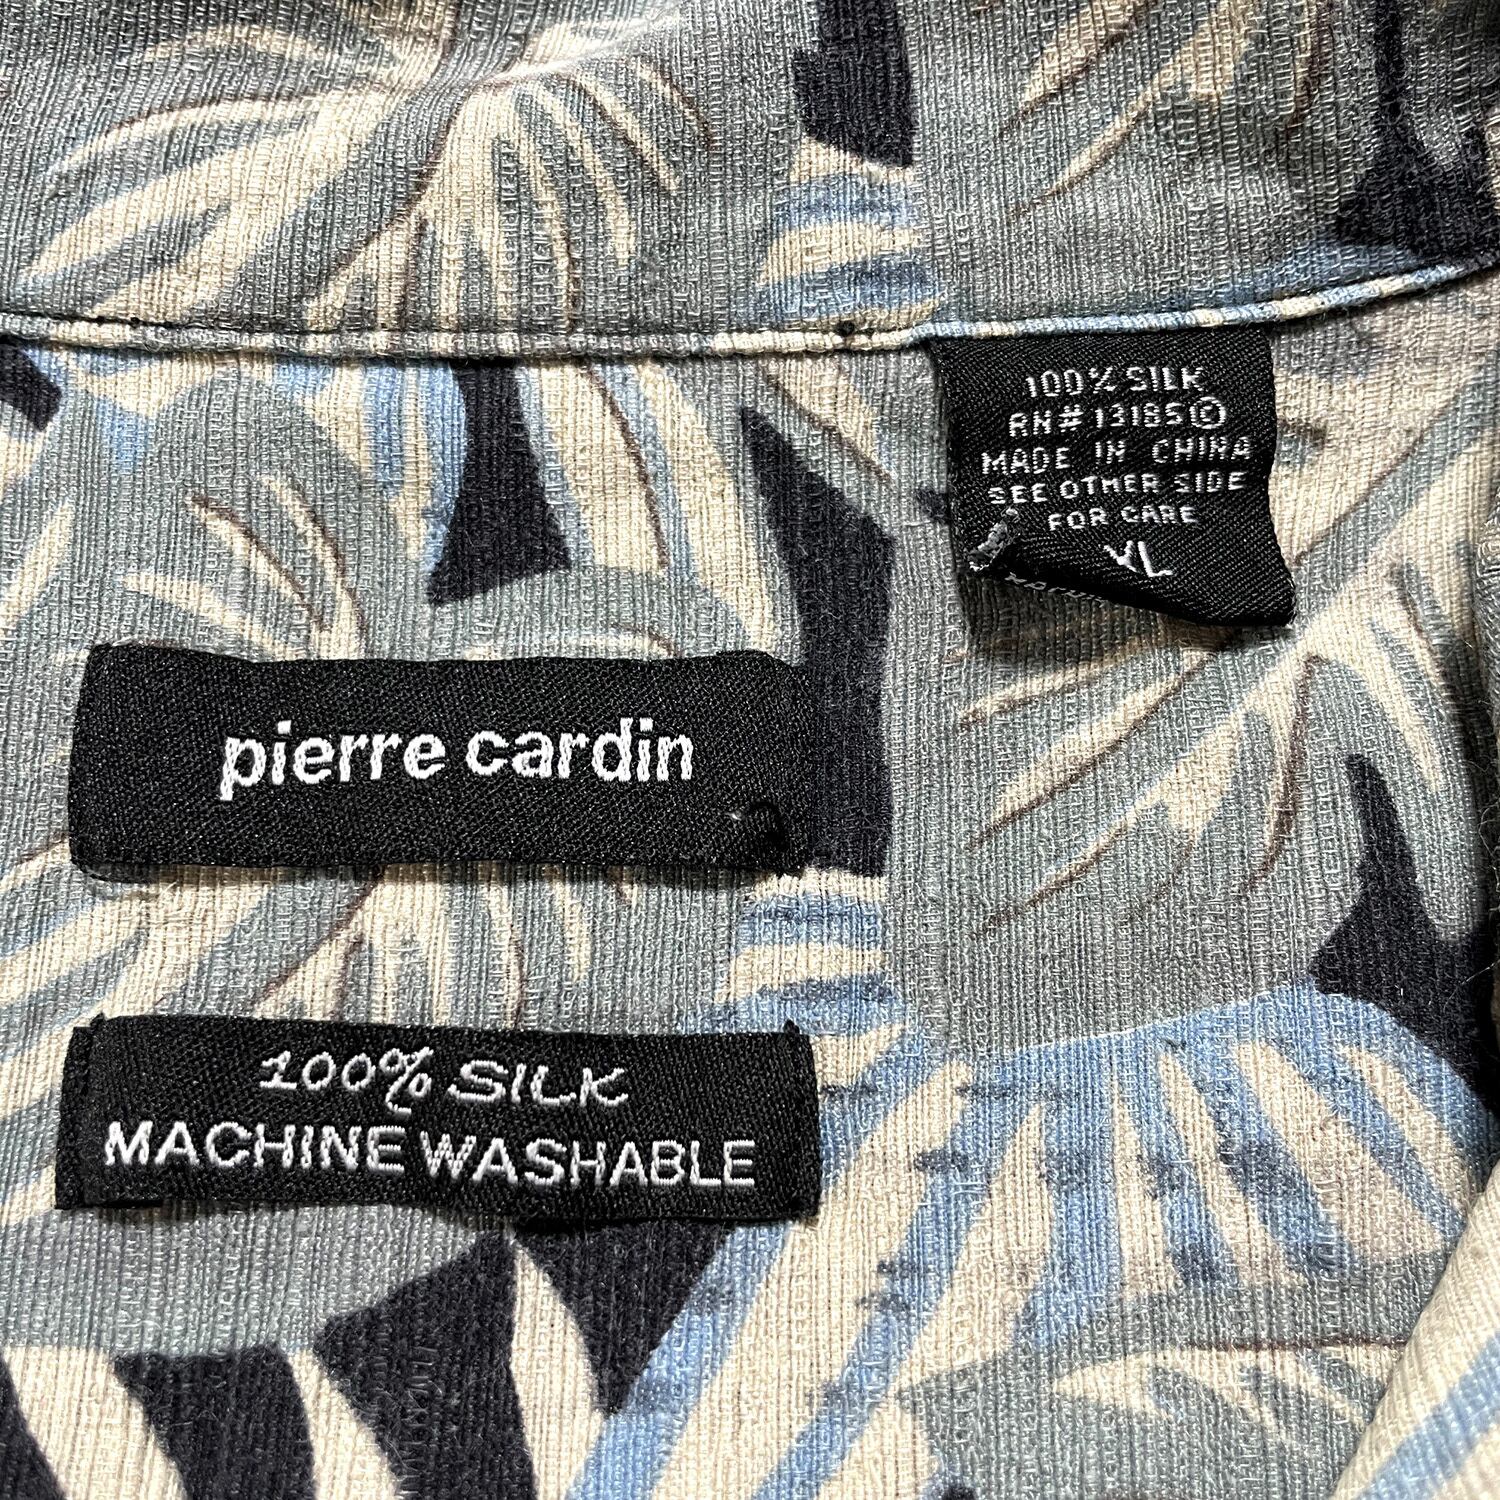 100% SILK
RN# 13185 ©
MADE IN CHINA
SEE OTHER SIDE
FOR CARE
XL
pierre cardin
100% SILK
MACHINE WASHABLE